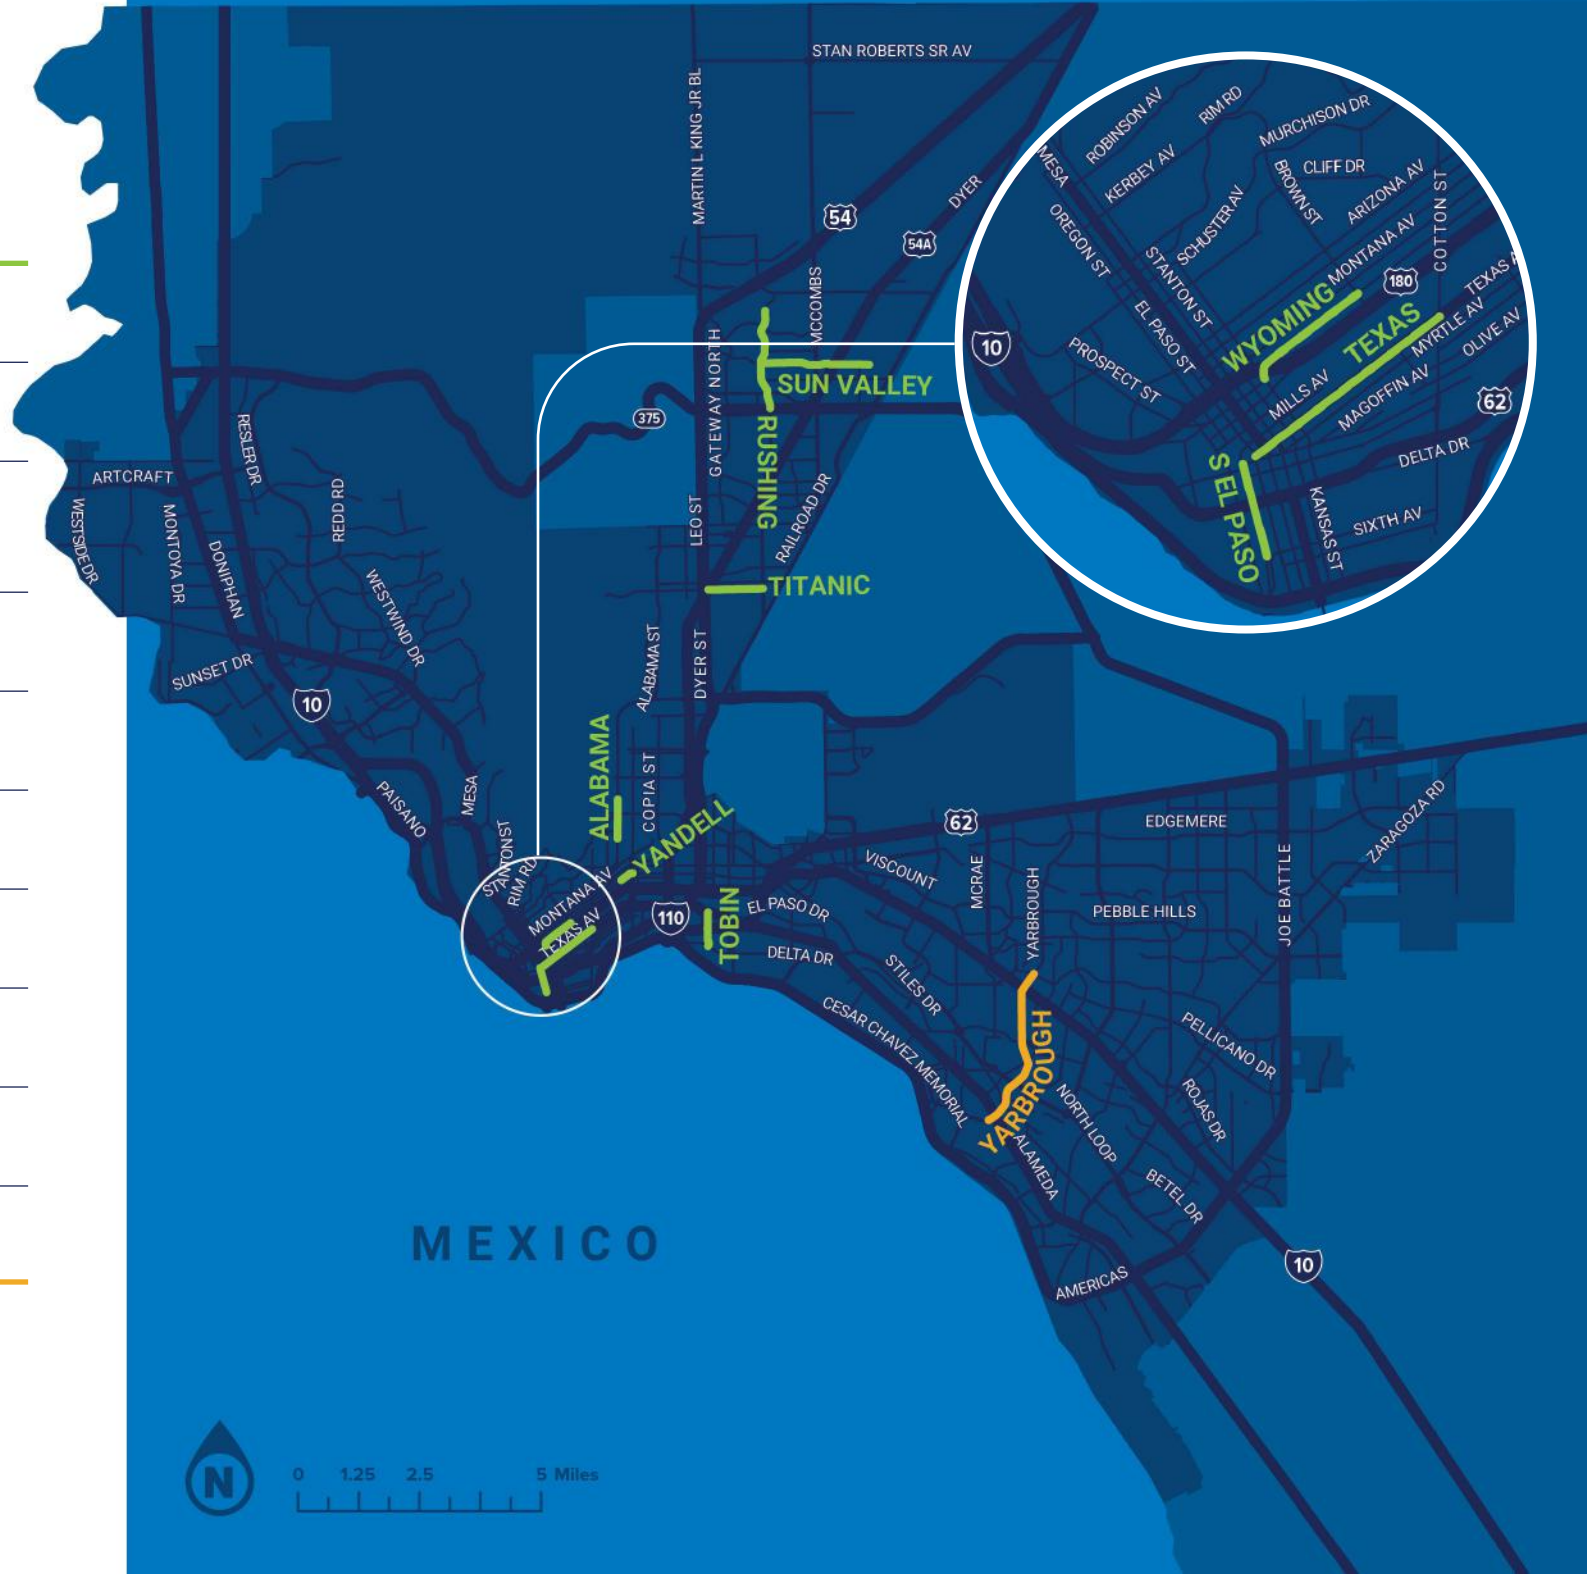 STAN ROBERTS SR AV
MARTIN L KING JR BL
54
54A
DYER
MCCOMBS
GATEWAY NORTH
SUN VALLEY
RUSHING
375
RAILROAD DR
LEO ST
TITANIC
ARTCRAFT
WESTSIDE DR
MONTOYA DR
DONIPHAN
RESLER DR
REDD RD
WESTWIND DR
SUNSET DR
10
PAISANO
MESA
STANTON ST
RIM RD
MONTANA AV
TEXAS AV
ALABAMA ST
DYER ST
ALABAMA
COPIA ST
YANDELL
110
TOBIN
EL PASO DR
DELTA DR
62
VISCOUNT
MCRAE
YARBROUGH
EDGEMERE
PEBBLE HILLS
JOE BATTLE
ZARAGOZA RD
STILES DR
CESAR CHAVEZ MEMORIAL
YARBROUGH
PELLICANO DR
ROJAS DR
NORTH LOOP
ALAMEDA
BETEL DR
AMERICAS
10
ROBINSON AV
RIM RD
MURCHISON DR
MESA
KERBEY AV
CLIFF DR
BROWN ST
ARIZONA AV
COTTON ST
OREGON ST
SCHUSTER AV
STANTON ST
MONTANA AV
180
TEXAS A
EL PASO ST
WYOMING
TEXAS
MYRTLE AV
OLIVE AV
10
PROSPECT ST
MILLS AV
MAGOFFIN AV
62
S EL PASO
DELTA DR
KANSAS ST
SIXTH AV
MEXICO
N
0 1.25 2.5 5 Miles